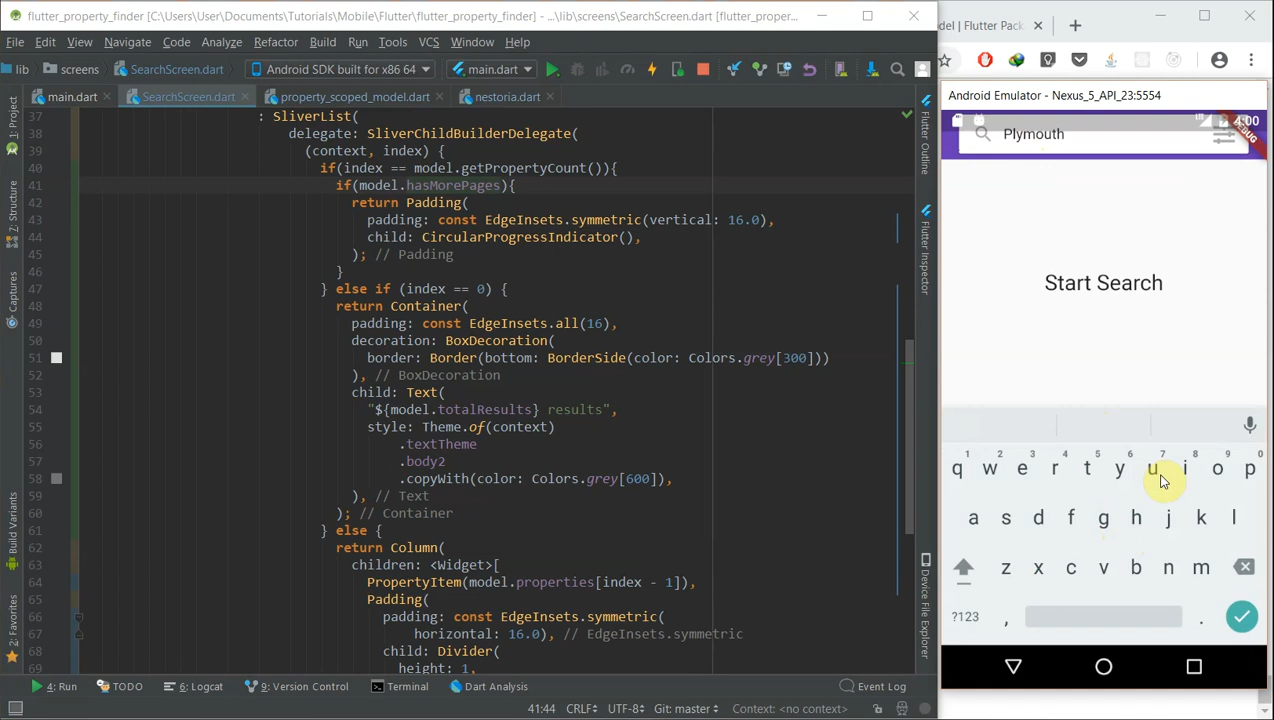 flutter_property_finder [C:\Users\User\Documents\Tutorials\Mobile\Flutter\flutter_property_finder] - ...\lib\screens\SearchScreen.dart [flutter_proper...
File Edit View Navigate Code Analyze Refactor Build Run Tools VCS Window Help
lib screens SearchScreen.dart Android SDK built for x86 64 main.dart
main.dart SearchScreen.dart property_scoped_model.dart nestoria.dart
1: Project
7: Structure
Captures
Build Variants
2: Favorites
37 : SliverList(
38 delegate: SliverChildBuilderDelegate(
39 (context, index) {
40 if(index == model.getPropertyCount()){
41 if(model.hasMorePages){
42 return Padding(
43 padding: const EdgeInsets.symmetric(vertical: 16.0),
44 child: CircularProgressIndicator(),
45 ); // Padding
46 }
47 } else if (index == 0) {
48 return Container(
49 padding: const EdgeInsets.all(16),
50 decoration: BoxDecoration(
51 border: Border(bottom: BorderSide(color: Colors.grey[300]))
52 ), // BoxDecoration
53 child: Text(
54 "${model.totalResults} results",
55 style: Theme.of(context)
56 .textTheme
57 .body2
58 .copyWith(color: Colors.grey[600]),
59 ), // Text
60 ); // Container
61 } else {
62 return Column(
63 children: <Widget>[
64 PropertyItem(model.properties[index - 1]),
65 Padding(
66 padding: const EdgeInsets.symmetric(
67 horizontal: 16.0), // EdgeInsets.symmetric
68 child: Divider(
69 height: 1,
Flutter Outline
Flutter Inspector
Device File Explorer
4: Run TODO 6: Logcat 9: Version Control Terminal Dart Analysis Event Log
41:44 CRLF UTF-8 Git: master Context: <no context>
del | Flutter Pack
Android Emulator - Nexus_5_API_23:5554
4:00
DEBUG
Plymouth
Start Search
1 2 3 4 5 6 7 8 9 0
q w e r t y u i o p
a s d f g h j k l
z x c v b n m
?123 , .